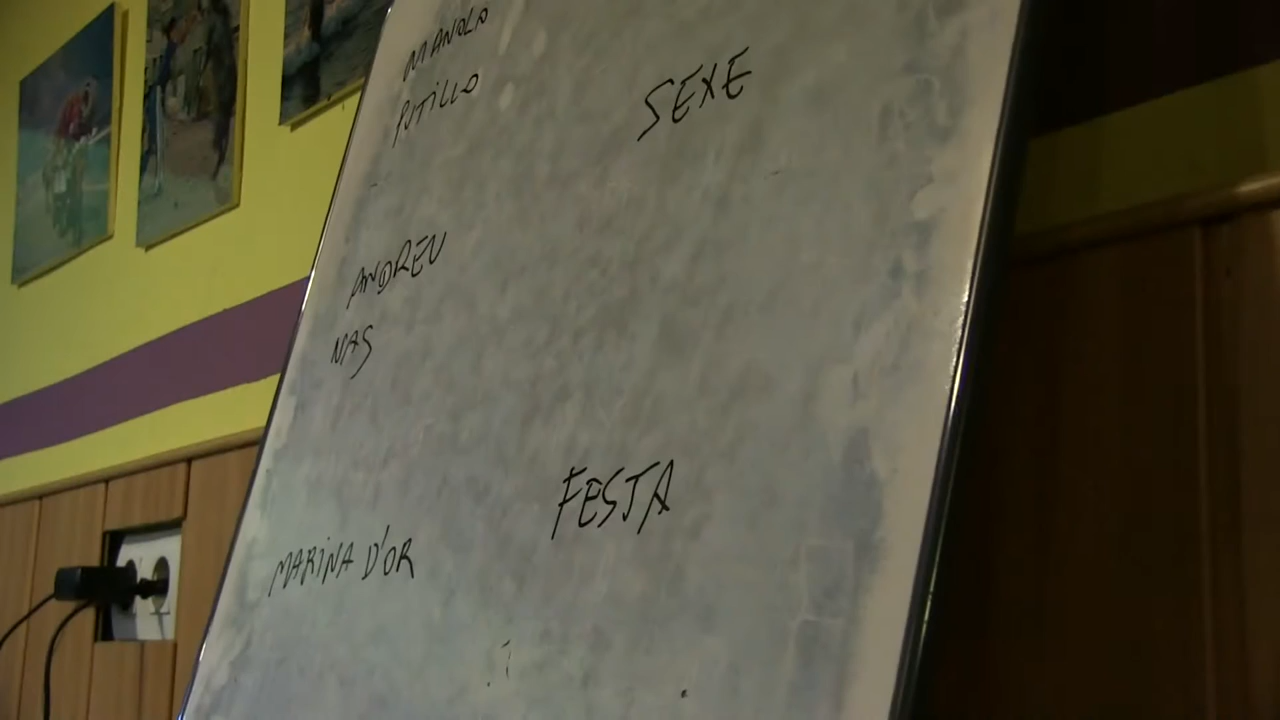 MANOLO
PUTILLO
SEXE
ANDREU
NAS
FESTA
MARINA D'OR